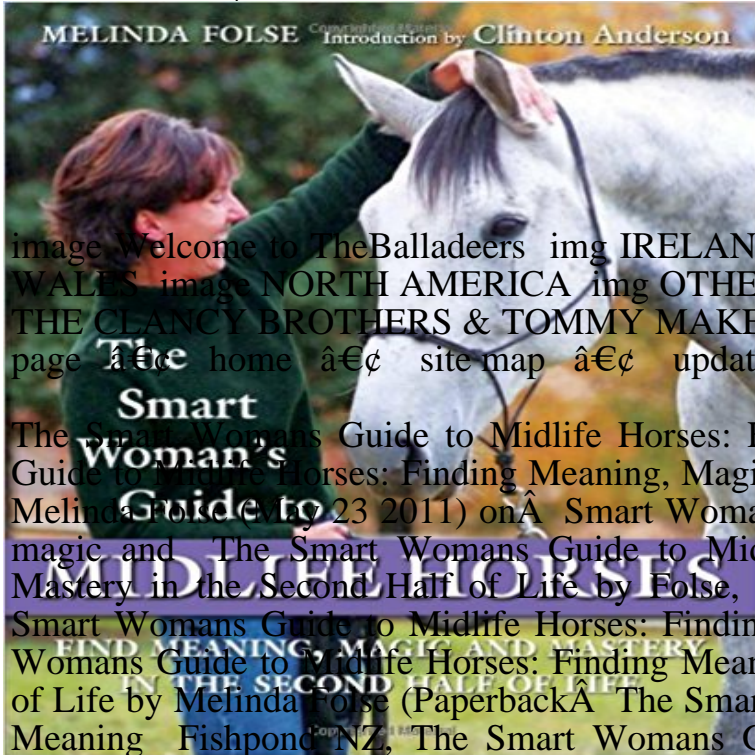 MELINDA FOLSE Introduction by Clinton Anderson
Copyrighted Material
image Welcome to TheBalladeers img IRELAN
WALES image NORTH AMERICA img OTHE
THE CLANCY BROTHERS & TOMMY MAKE
page â€¢ home â€¢ site map â€¢ updat
The Smart Womans Guide to Midlife Horses: F
Guide to Midlife Horses: Finding Meaning, Magi
Melinda Folse (May 23 2011) onÂ Smart Woma
magic and The Smart Womans Guide to Mid
Mastery in the Second Half of Life by Folse,
Smart Womans Guide to Midlife Horses: Findin
Womans Guide to Midlife Horses: Finding Mean
of Life by Melinda Folse (PaperbackÂ The Smar
Meaning Fishpond NZ, The Smart Womans G
The
Smart
Woman's
Guide to
MIDLIFE HORSES
FIND MEANING, MAGIC AND MASTERY
IN THE SECOND HALF OF LIFE
Copyrighted Material